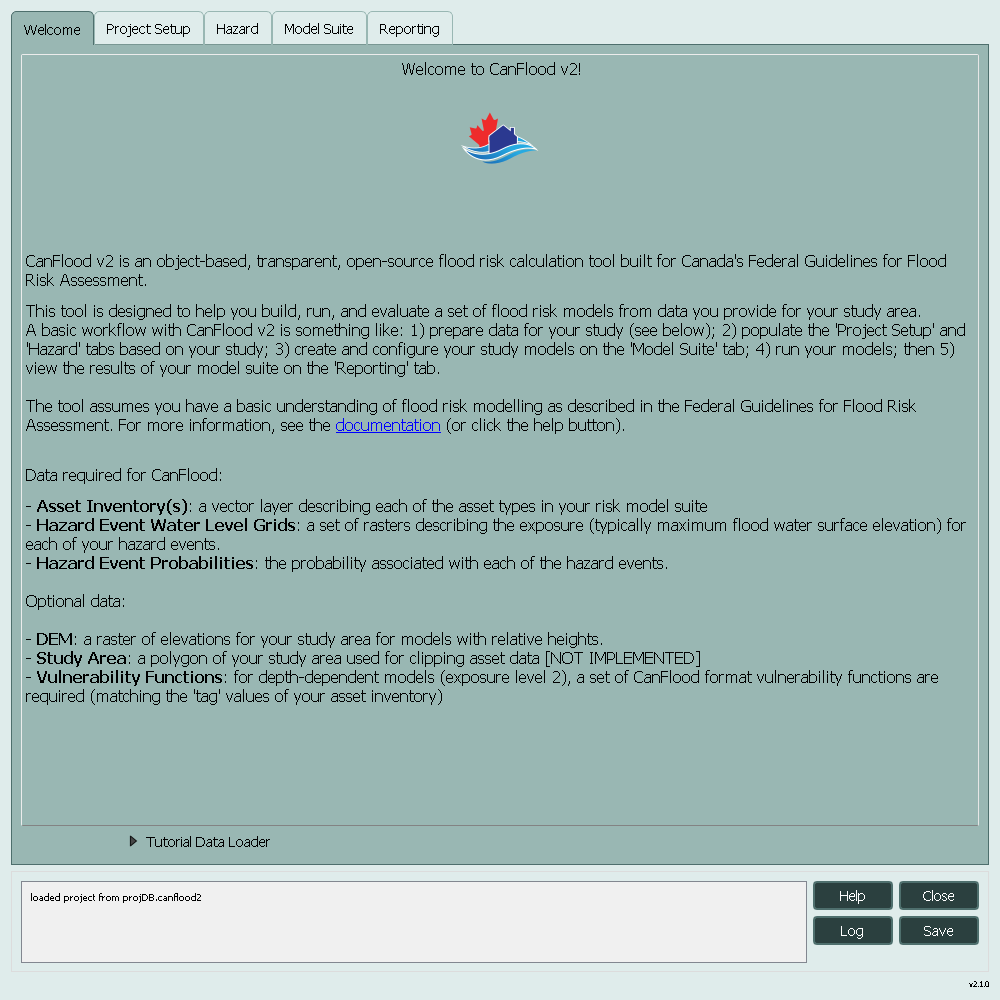 Welcome
Project Setup
Hazard
Model Suite
Reporting
Welcome to CanFlood v2!
CanFlood v2 is an object-based, transparent, open-source flood risk calculation tool built for Canada's Federal Guidelines for Flood
Risk Assessment.
This tool is designed to help you build, run, and evaluate a set of flood risk models from data you provide for your study area.
A basic workflow with CanFlood v2 is something like: 1) prepare data for your study (see below); 2) populate the 'Project Setup' and
'Hazard' tabs based on your study; 3) create and configure your study models on the 'Model Suite' tab; 4) run your models; then 5)
view the results of your model suite on the 'Reporting' tab.
The tool assumes you have a basic understanding of flood risk modelling as described in the Federal Guidelines for Flood Risk
Assessment. For more information, see the documentation (or click the help button).
Data required for CanFlood:
- Asset Inventory(s): a vector layer describing each of the asset types in your risk model suite
- Hazard Event Water Level Grids: a set of rasters describing the exposure (typically maximum flood water surface elevation) for
each of your hazard events.
- Hazard Event Probabilities: the probability associated with each of the hazard events.
Optional data:
- DEM: a raster of elevations for your study area for models with relative heights.
- Study Area: a polygon of your study area used for clipping asset data [NOT IMPLEMENTED]
- Vulnerability Functions: for depth-dependent models (exposure level 2), a set of CanFlood format vulnerability functions are
required (matching the 'tag' values of your asset inventory)
Tutorial Data Loader
loaded project from projDB.canflood2
Help
Close
Log
Save
v2.1.0